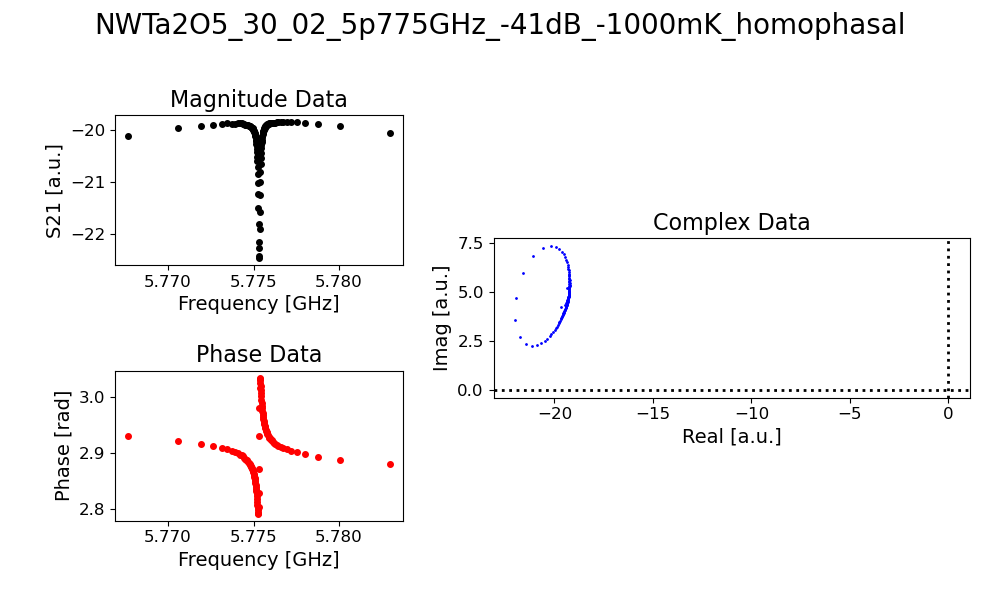 NWTa2O5_30_02_5p775GHz_-41dB_-1000mK_homophasal
Magnitude Data
S21 [a.u.]
−20
−21
−22
5.770 5.775 5.780
Frequency [GHz]
Phase Data
Phase [rad]
3.0
2.9
2.8
5.770 5.775 5.780
Frequency [GHz]
Complex Data
Imag [a.u.]
7.5
5.0
2.5
0.0
−20 −15 −10 −5 0
Real [a.u.]